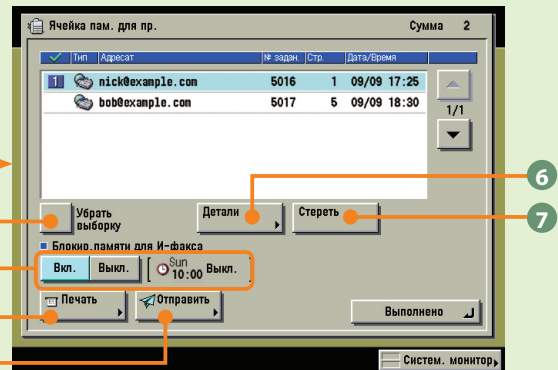 Ячейка пам. для пр.
Сумма 2
Тип Адресат № задан. Стр. Дата/Время
1 nick@example.com 5016 1 09/09 17:25
bob@example.com 5017 5 09/09 18:30
1/1
Убрать
выборку
Детали
Стереть
6
7
Блокир.памяти для И-факса
Вкл. Выкл. [ Sun 10:00 Выкл. ]
Печать
Отправить
Выполнено
Систем. монитор